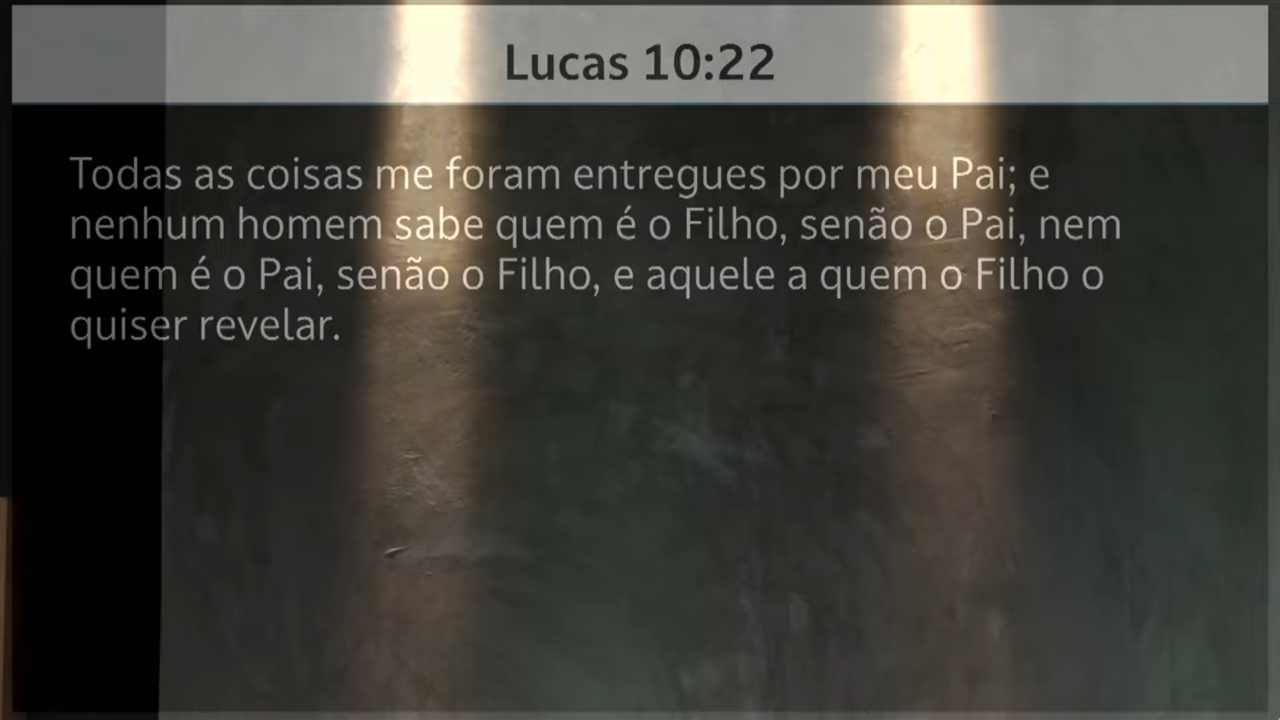 Lucas 10:22
Todas as coisas me foram entregues por meu Pai; e
nenhum homem sabe quem é o Filho, senão o Pai, nem
quem é o Pai, senão o Filho, e aquele a quem o Filho o
quiser revelar.